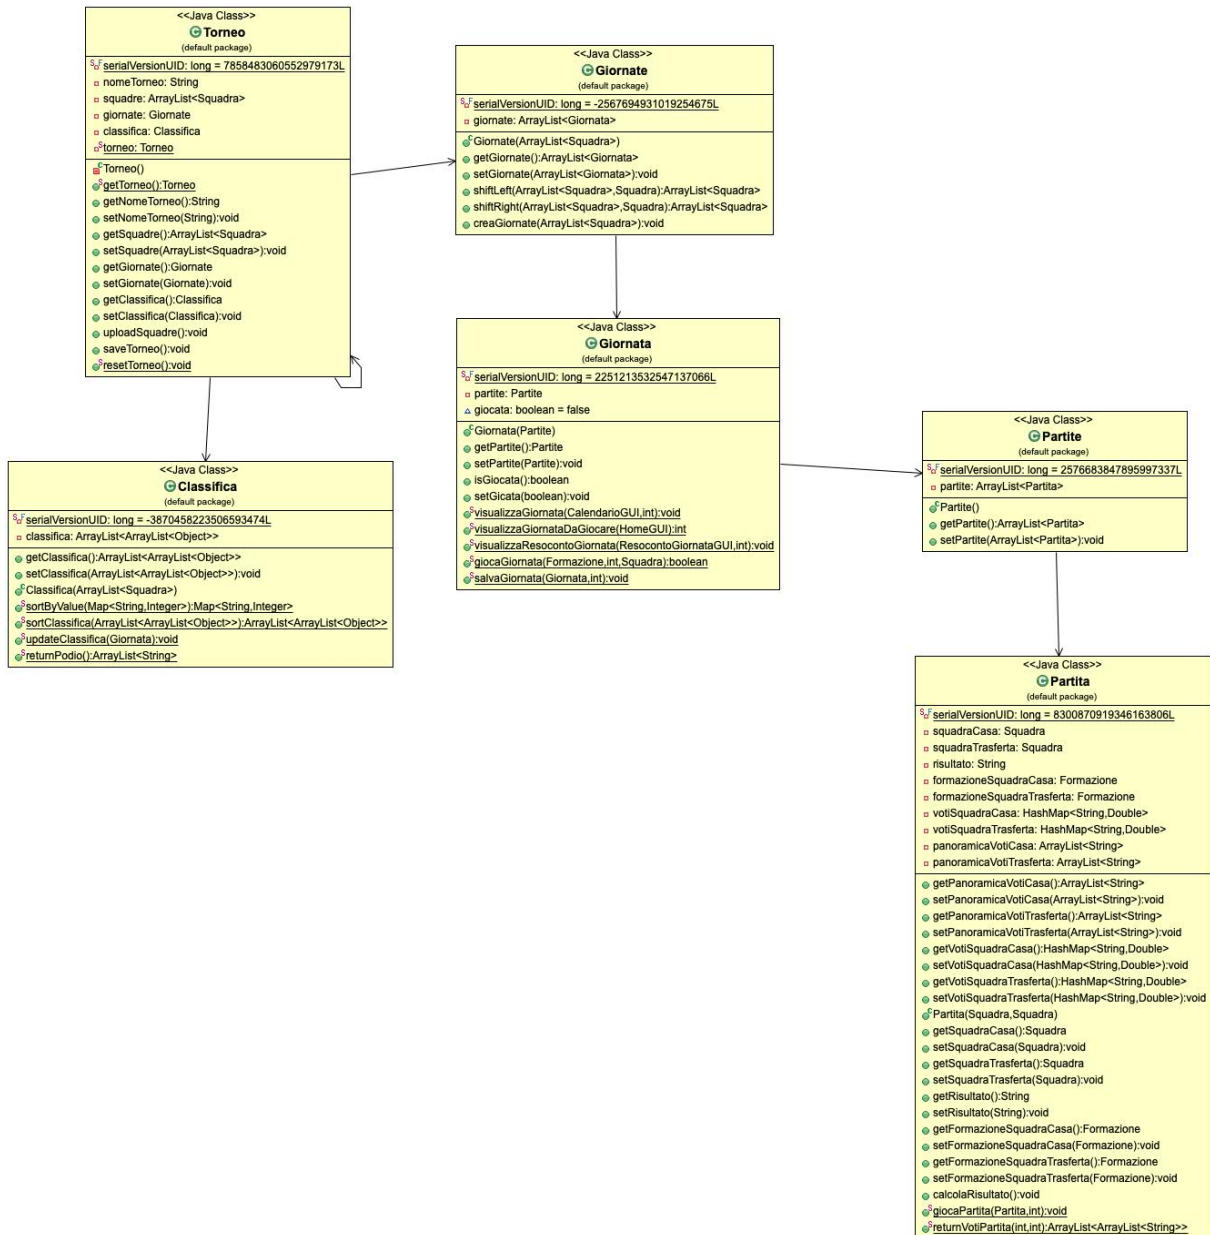 <<Java Class>>
Torneo
(default package)
serialVersionUID: long = 7858483060552979173L
nomeTorneo: String
squadre: ArrayList<Squadra>
giornate: Giornate
classifica: Classifica
torneo: Torneo
Torneo()
getTorneo():Torneo
getNomeTorneo():String
setNomeTorneo(String):void
getSquadre():ArrayList<Squadra>
setSquadre(ArrayList<Squadra>):void
getGiornate():Giornate
setGiornate(Giornate):void
getClassifica():Classifica
setClassifica(Classifica):void
uploadSquadre():void
saveTorneo():void
resetTorneo():void
<<Java Class>>
Giornate
(default package)
serialVersionUID: long = -2567694931019254675L
giornate: ArrayList<Giornata>
Giornate(ArrayList<Squadra>)
getGiornate():ArrayList<Giornata>
setGiornate(ArrayList<Giornata>):void
shiftLeft(ArrayList<Squadra>,Squadra):ArrayList<Squadra>
shiftRight(ArrayList<Squadra>,Squadra):ArrayList<Squadra>
creaGiornate(ArrayList<Squadra>):void
<<Java Class>>
Giornata
(default package)
serialVersionUID: long = 2251213532547137066L
partite: Partite
giocata: boolean = false
Giornata(Partite)
getPartite():Partite
setPartite(Partite):void
isGiocata():boolean
setGicata(boolean):void
visualizzaGiornata(CalendarioGUI,int):void
visualizzaGiornataDaGiocare(HomeGUI):int
visualizzaResocontoGiornata(ResocontoGiornataGUI,int):void
giocaGiornata(Formazione,int,Squadra):boolean
salvaGiornata(Giornata,int):void
<<Java Class>>
Classifica
(default package)
serialVersionUID: long = -3870458223506593474L
classifica: ArrayList<ArrayList<Object>>
getClassifica():ArrayList<ArrayList<Object>>
setClassifica(ArrayList<ArrayList<Object>>):void
Classifica(ArrayList<Squadra>)
sortByValue(Map<String,Integer>):Map<String,Integer>
sortClassifica(ArrayList<ArrayList<Object>>):ArrayList<ArrayList<Object>>
updateClassifica(Giornata):void
returnPodio():ArrayList<String>
<<Java Class>>
Partite
(default package)
serialVersionUID: long = 2576683847895997337L
partite: ArrayList<Partita>
Partite()
getPartite():ArrayList<Partita>
setPartite(ArrayList<Partita>):void
<<Java Class>>
Partita
(default package)
serialVersionUID: long = 8300870919346163806L
squadraCasa: Squadra
squadraTrasferta: Squadra
risultato: String
formazioneSquadraCasa: Formazione
formazioneSquadraTrasferta: Formazione
votiSquadraCasa: HashMap<String,Double>
votiSquadraTrasferta: HashMap<String,Double>
panoramicaVotiCasa: ArrayList<String>
panoramicaVotiTrasferta: ArrayList<String>
getPanoramicaVotiCasa():ArrayList<String>
setPanoramicaVotiCasa(ArrayList<String>):void
getPanoramicaVotiTrasferta():ArrayList<String>
setPanoramicaVotiTrasferta(ArrayList<String>):void
getVotiSquadraCasa():HashMap<String,Double>
setVotiSquadraCasa(HashMap<String,Double>):void
getVotiSquadraTrasferta():HashMap<String,Double>
setVotiSquadraTrasferta(HashMap<String,Double>):void
Partita(Squadra,Squadra)
getSquadraCasa():Squadra
setSquadraCasa(Squadra):void
getSquadraTrasferta():Squadra
setSquadraTrasferta(Squadra):void
getRisultato():String
setRisultato(String):void
getFormazioneSquadraCasa():Formazione
setFormazioneSquadraCasa(Formazione):void
getFormazioneSquadraTrasferta():Formazione
setFormazioneSquadraTrasferta(Formazione):void
calcolaRisultato():void
giocaPartita(Partita,int):void
returnVotiPartita(int,int):ArrayList<ArrayList<String>>